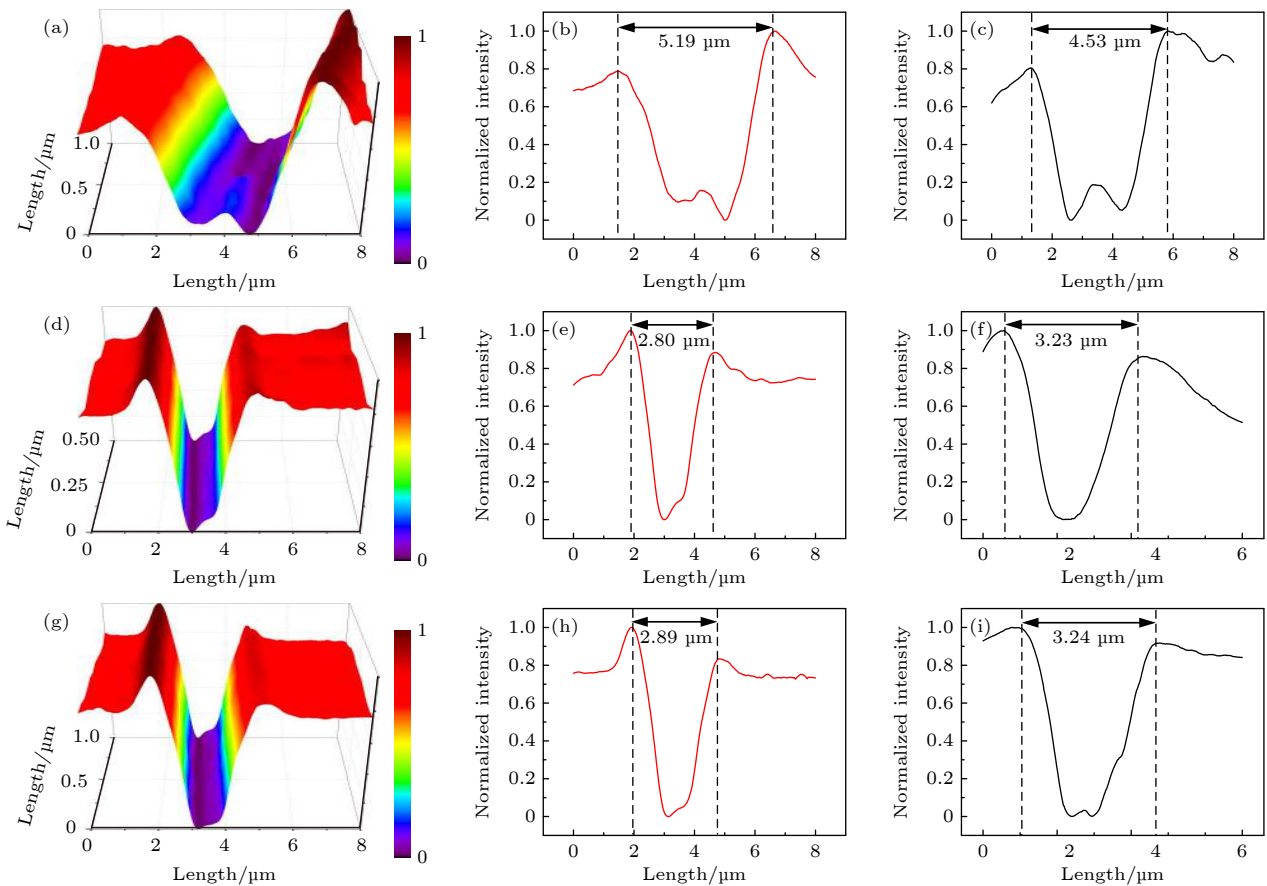 (a)
1
0
Length/µm
1.0
0.5
0
0 2 4 6 8
Length/µm
(b)
5.19 µm
Normalized intensity
1.0
0.8
0.6
0.4
0.2
0
0 2 4 6 8
Length/µm
(c)
4.53 µm
Normalized intensity
1.0
0.8
0.6
0.4
0.2
0
0 2 4 6 8
Length/µm
(d)
1
0
Length/µm
0.50
0.25
0
0 2 4 6 8
Length/µm
(e)
2.80 µm
Normalized intensity
1.0
0.8
0.6
0.4
0.2
0
0 2 4 6 8
Length/µm
(f)
3.23 µm
Normalized intensity
1.0
0.8
0.6
0.4
0.2
0
0 2 4 6
Length/µm
(g)
1
0
Length/µm
1.0
0.5
0
0 2 4 6 8
Length/µm
(h)
2.89 µm
Normalized intensity
1.0
0.8
0.6
0.4
0.2
0
0 2 4 6 8
Length/µm
(i)
3.24 µm
Normalized intensity
1.0
0.8
0.6
0.4
0.2
0
0 2 4 6
Length/µm